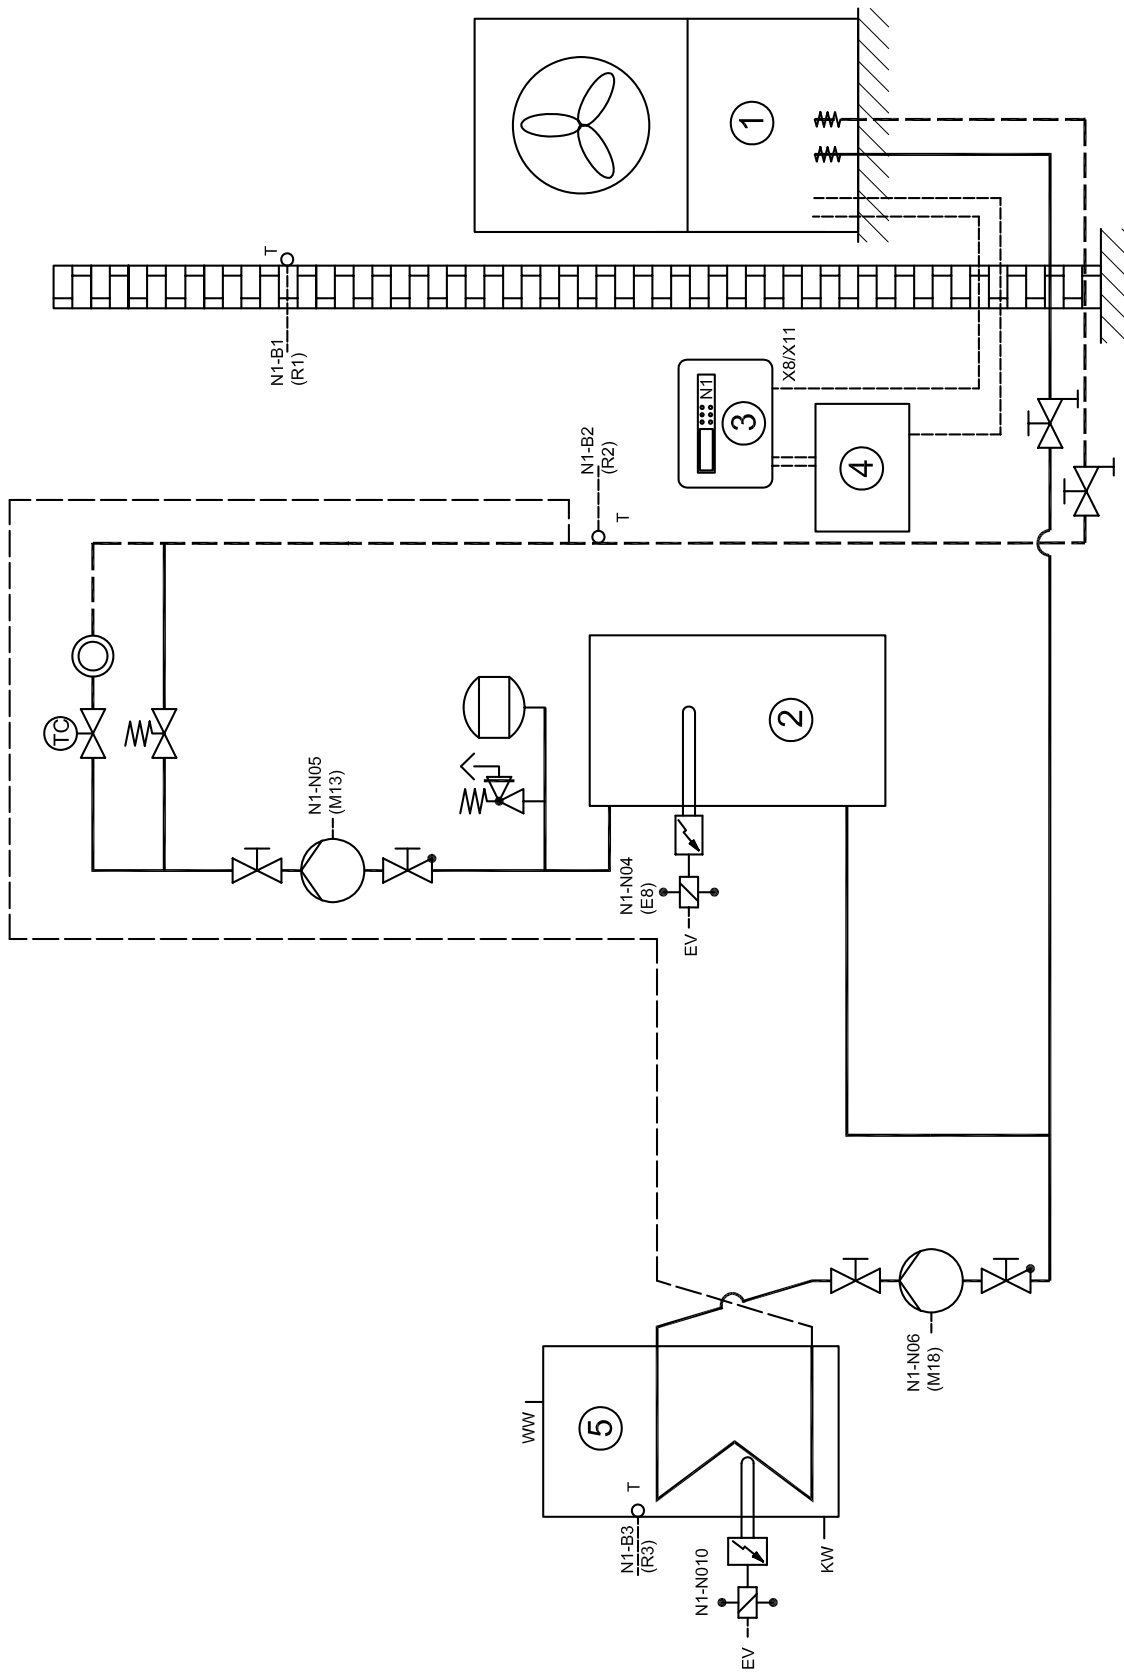 1
T
N1-B1
(R1)
X8/X11
N1
3
4
N1-B2
(R2)
T
TC
N1-N05
(M13)
2
N1-N04
(E8)
EV
N1-N06
(M18)
WW
5
T
N1-B3
(R3)
N1-N010
KW
EV